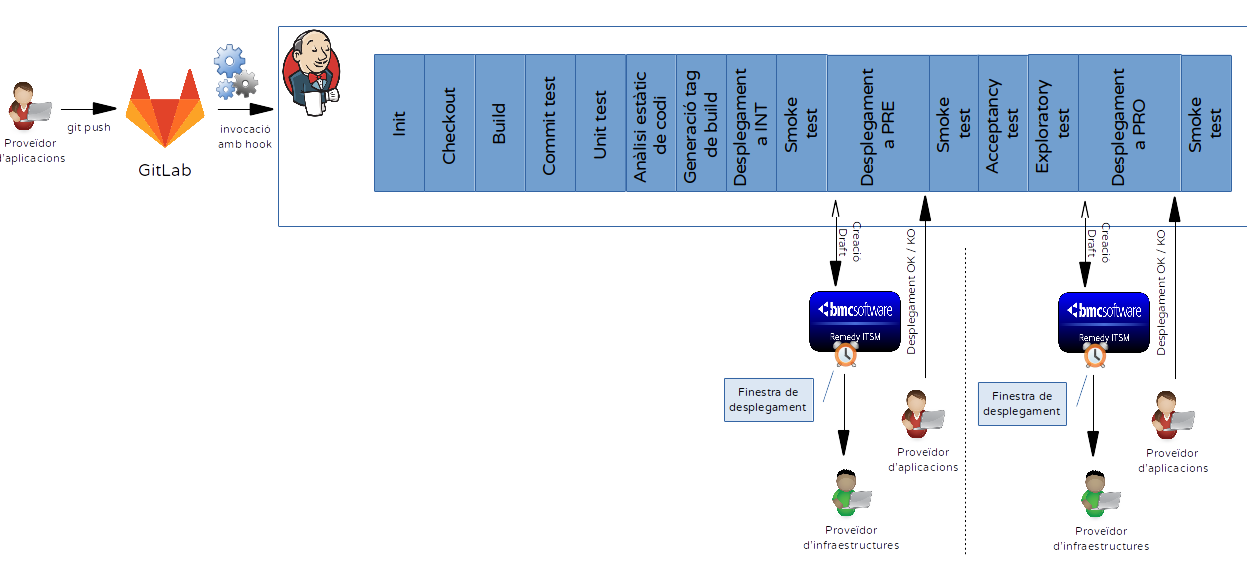 Proveïdor
d'aplicacions
git push
GitLab
invocació
amb hook
Init
Checkout
Build
Commit test
Unit test
Anàlisi estàtic
de codi
Generació tag
de build
Desplegament
a INT
Smoke
test
Desplegament
a PRE
Smoke
test
Acceptancy
test
Exploratory
test
Desplegament
a PRO
Smoke
test
Creacio
Draft
Desplegament OK / KO
bmcsoftware
Remedy ITSM
Finestra de
desplegament
Proveïdor
d'aplicacions
Proveïdor
d'infraestructures
Creacio
Draft
Desplegament OK / KO
bmcsoftware
Remedy ITSM
Finestra de
desplegament
Proveïdor
d'aplicacions
Proveïdor
d'infraestructures